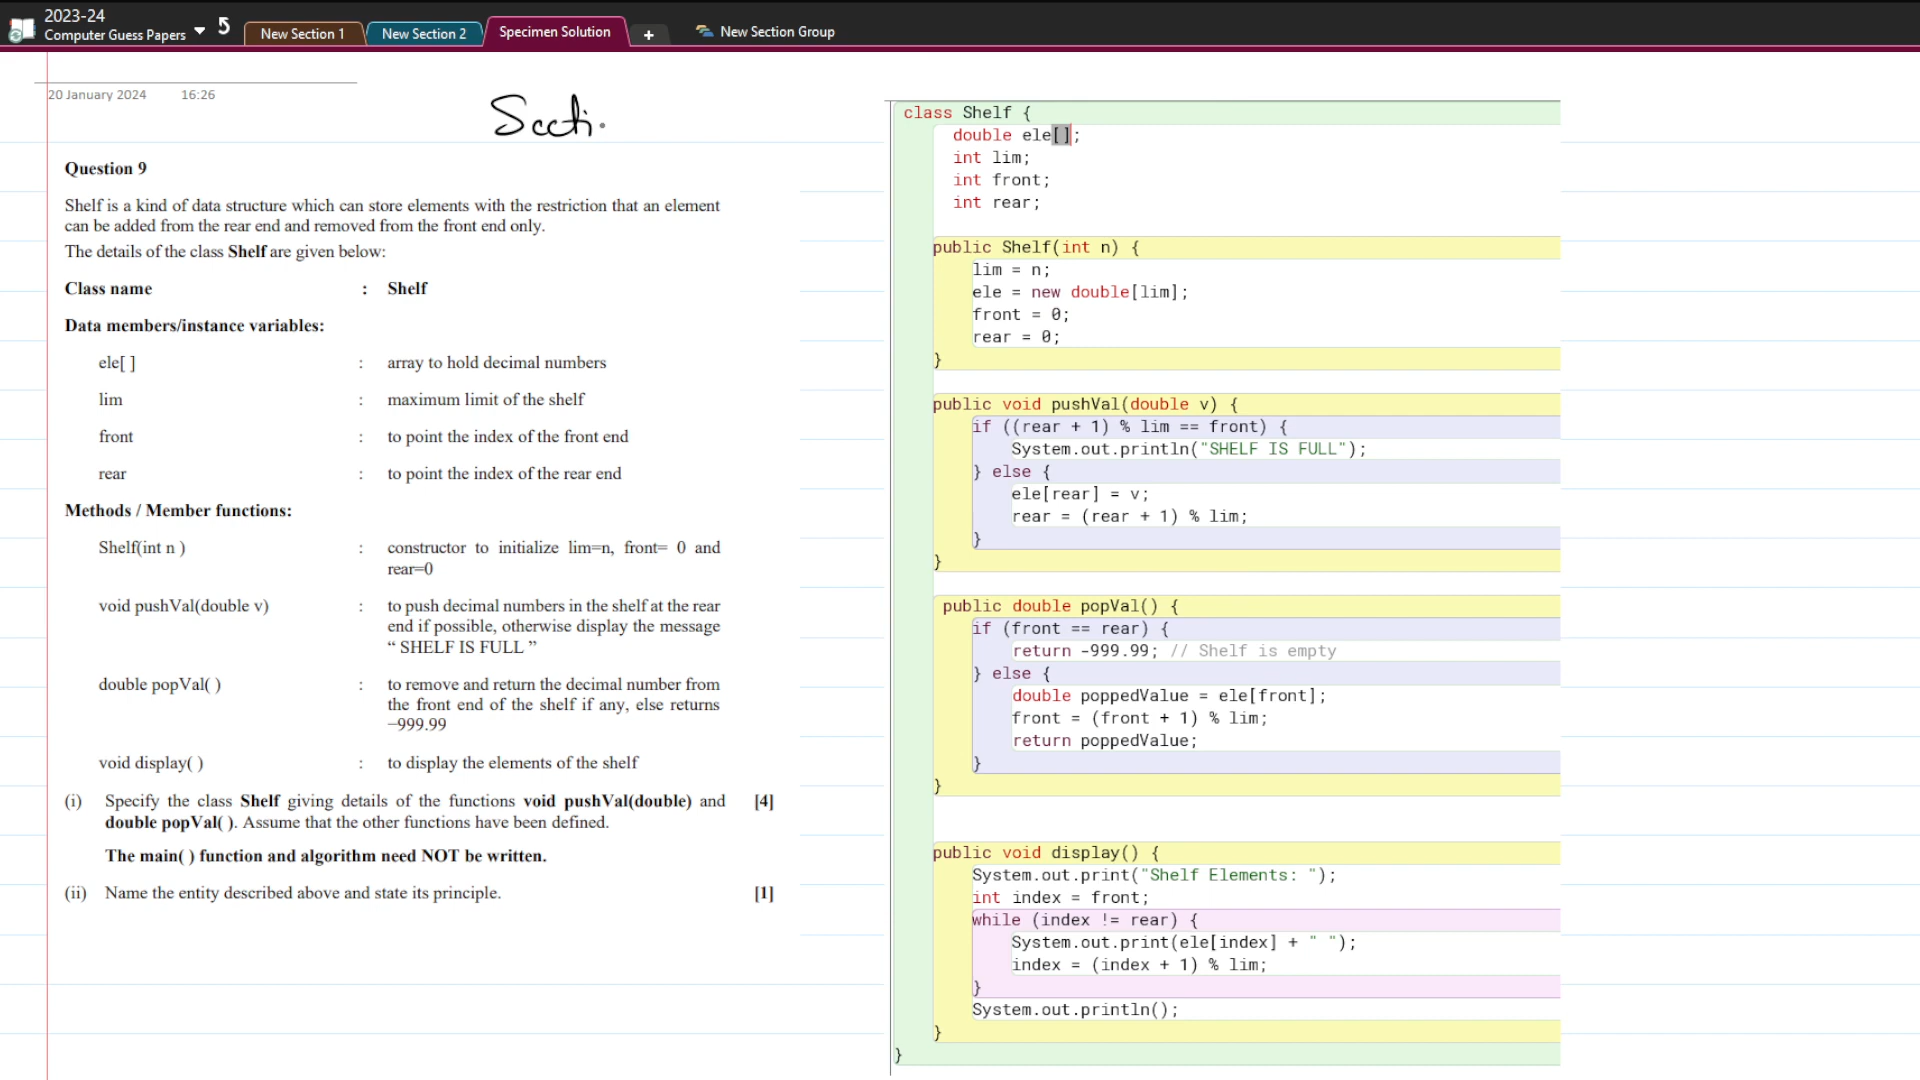 2023-24
Computer Guess Papers
New Section 1
New Section 2
Specimen Solution
+
New Section Group
20 January 2024 16:26
Question 9
Shelf is a kind of data structure which can store elements with the restriction that an element
can be added from the rear end and removed from the front end only.
The details of the class Shelf are given below:
Class name : Shelf
Data members/instance variables:
ele[ ] : array to hold decimal numbers
lim : maximum limit of the shelf
front : to point the index of the front end
rear : to point the index of the rear end
Methods / Member functions:
Shelf(int n ) : constructor to initialize lim=n, front= 0 and
rear=0
void pushVal(double v) : to push decimal numbers in the shelf at the rear
end if possible, otherwise display the message
“ SHELF IS FULL ”
double popVal( ) : to remove and return the decimal number from
the front end of the shelf if any, else returns
−999.99
void display( ) : to display the elements of the shelf
(i) Specify the class Shelf giving details of the functions void pushVal(double) and [4]
double popVal( ). Assume that the other functions have been defined.
The main( ) function and algorithm need NOT be written.
(ii) Name the entity described above and state its principle. [1]
class Shelf {
double ele[];
int lim;
int front;
int rear;
public Shelf(int n) {
lim = n;
ele = new double[lim];
front = 0;
rear = 0;
}
public void pushVal(double v) {
if ((rear + 1) % lim == front) {
System.out.println("SHELF IS FULL");
} else {
ele[rear] = v;
rear = (rear + 1) % lim;
}
}
public double popVal() {
if (front == rear) {
return -999.99; // Shelf is empty
} else {
double poppedValue = ele[front];
front = (front + 1) % lim;
return poppedValue;
}
}
public void display() {
System.out.print("Shelf Elements: ");
int index = front;
while (index != rear) {
System.out.print(ele[index] + " ");
index = (index + 1) % lim;
}
System.out.println();
}
}